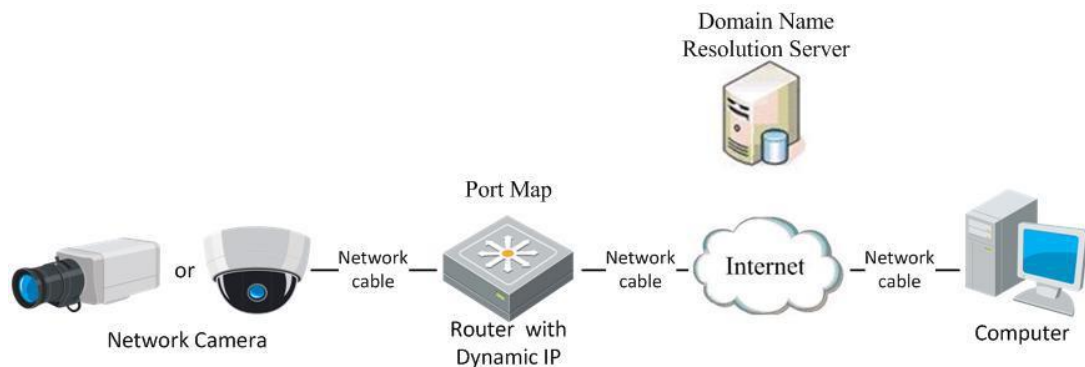 Domain Name
Resolution Server
Port Map
or
Network
cable
Network
cable
Internet
Network
cable
Network Camera
Router with
Dynamic IP
Computer